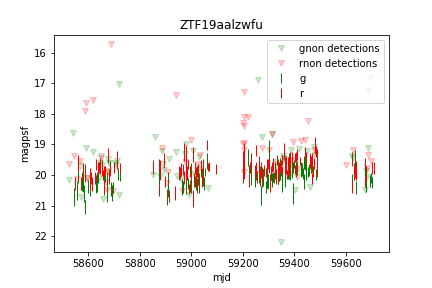 ZTF19aalzwfu
16
17
18
19
20
21
22
magpsf
58600
58800
59000
59200
59400
59600
mjd
gnon detections
rnon detections
g
r